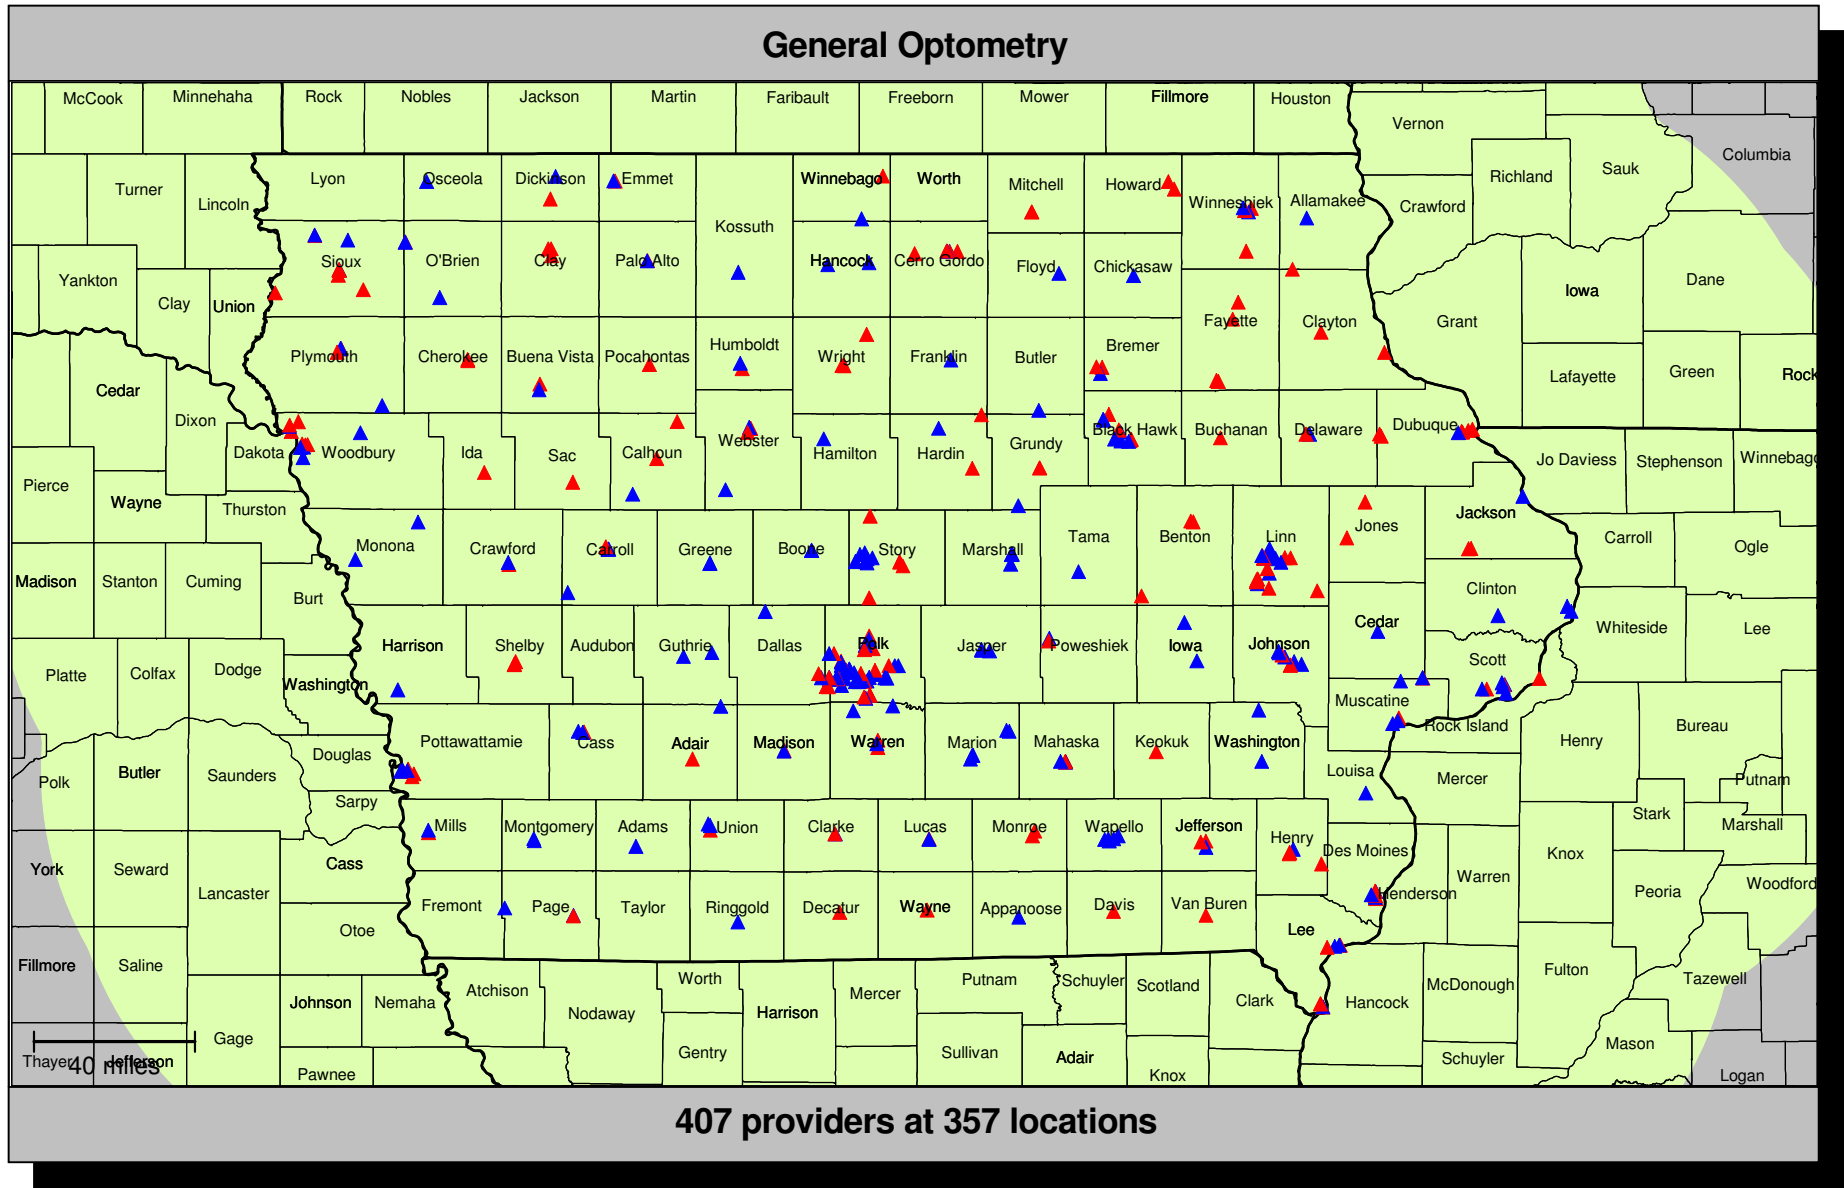 General Optometry
McCook Minnehaha Rock Nobles Jackson Martin Faribault Freeborn Mower Fillmore Houston
Vernon
Columbia
Turner Lincoln Lyon Osceola Dickinson Emmet Winnebago Worth Mitchell Howard Winneshiek Allamakee Crawford Richland Sauk
Kossuth
Yankton Clay Union Sioux O'Brien Clay Palo Alto Hancock Cerro Gordo Floyd Chickasaw Iowa Dane
Fayette Clayton Grant
Cedar Plymouth Cherokee Buena Vista Pocahontas Humboldt Wright Franklin Butler Bremer Lafayette Green Rock
Dixon Dakota Woodbury Ida Sac Calhoun Webster Hamilton Hardin Grundy Black Hawk Buchanan Delaware Dubuque
Jo Daviess Stephenson Winnebago
Pierce Wayne Thurston
Monona Crawford Carroll Greene Boone Story Marshall Tama Benton Linn Jones Jackson Carroll Ogle
Madison Stanton Cuming Burt Clinton
Harrison Shelby Audubon Guthrie Dallas Polk Jasper Poweshiek Iowa Johnson Cedar Whiteside Lee
Platte Colfax Dodge Washington Scott
Muscatine Rock Island Bureau
Pottawattamie Cass Adair Madison Warren Marion Mahaska Keokuk Washington Henry
Polk Butler Saunders Douglas Louisa Mercer Putnam
Sarpy Stark Marshall
Mills Montgomery Adams Union Clarke Lucas Monroe Wapello Jefferson Henry Des Moines
York Seward Lancaster Cass Knox Warren Peoria Woodford
Henderson
Otoe Fremont Page Taylor Ringgold Decatur Wayne Appanoose Davis Van Buren Lee
Fillmore Saline
Johnson Nemaha Atchison Nodaway Worth Harrison Mercer Putnam Schuyler Scotland Clark Hancock McDonough Fulton Tazewell
Gage Gentry Sullivan Adair Schuyler Mason
Thayer Jefferson
40 miles
Pawnee Knox Logan
407 providers at 357 locations